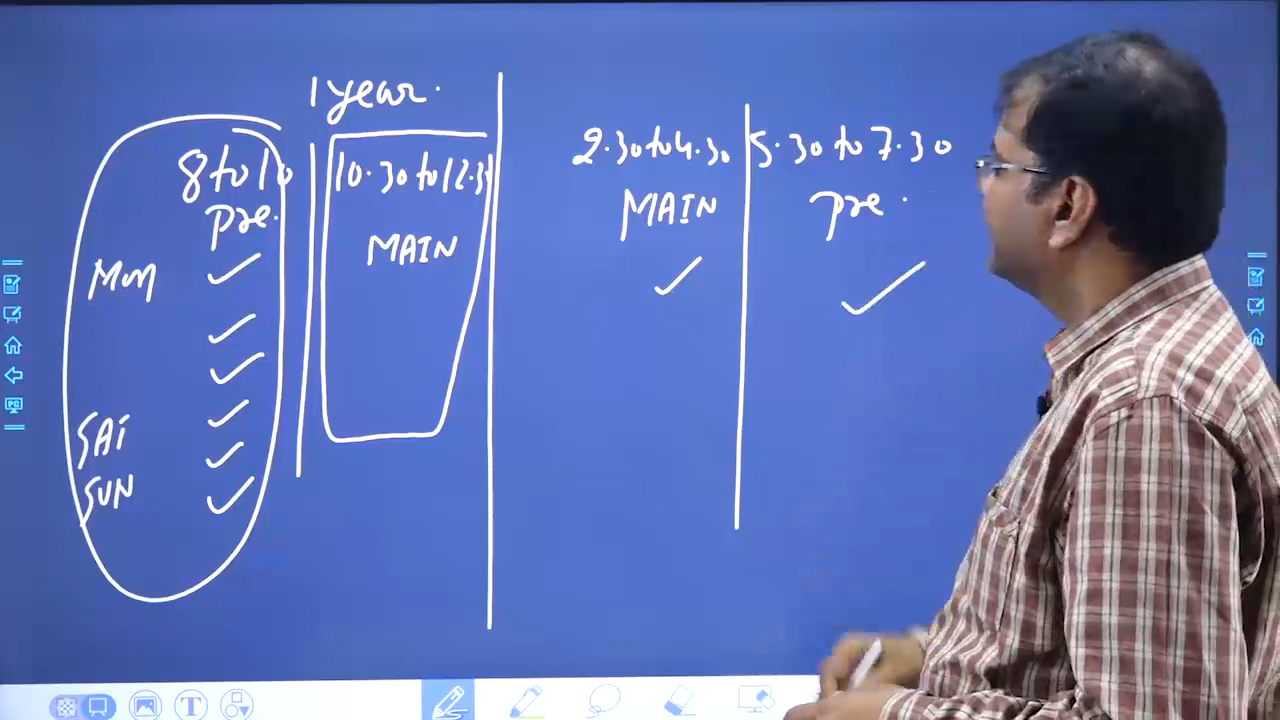 1 year.
8 to 10
pre.
10.30 to 12.30
MAIN
2.30 to 4.30
MAIN
5.30 to 7.30
pre.
Mon
SAT
SUN
T
PC